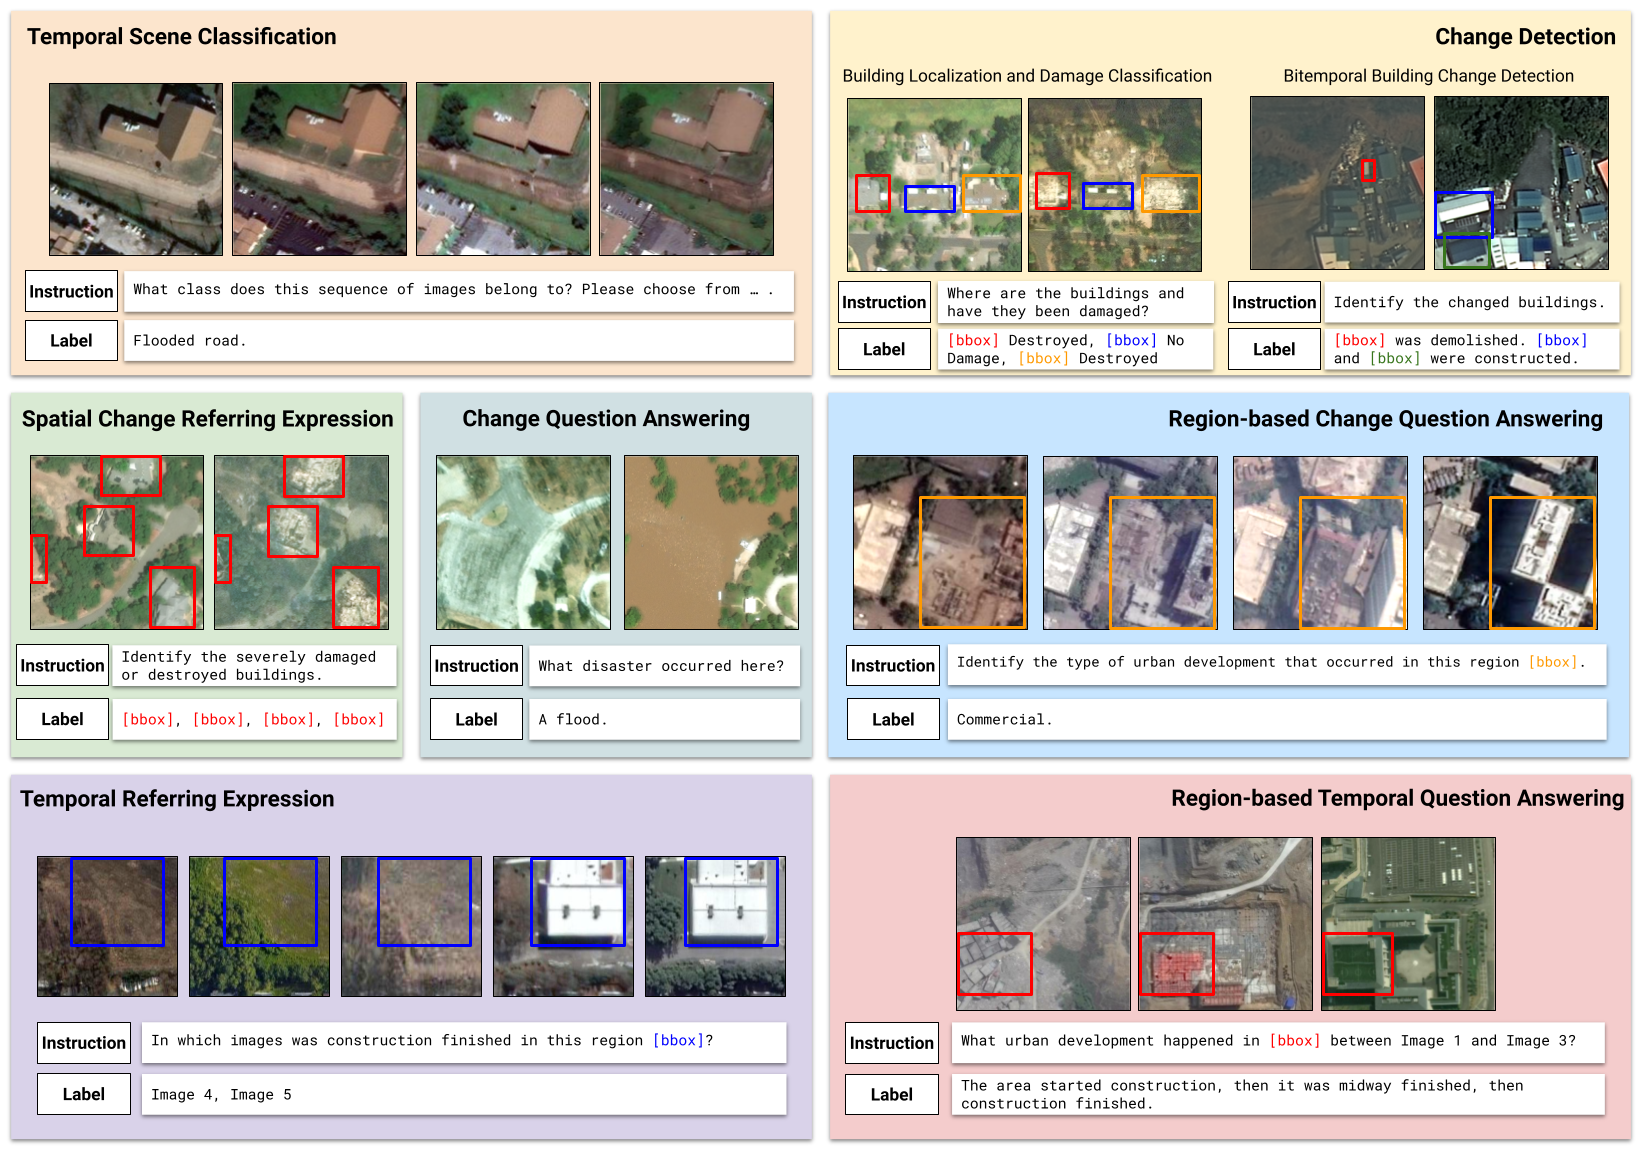 Temporal Scene Classification
Instruction
What class does this sequence of images belong to? Please choose from … .
Label
Flooded road.
Change Detection
Building Localization and Damage Classification
Instruction
Where are the buildings and
have they been damaged?
Label
[bbox] Destroyed, [bbox] No
Damage, [bbox] Destroyed
Bitemporal Building Change Detection
Instruction
Identify the changed buildings.
Label
[bbox] was demolished. [bbox]
and [bbox] were constructed.
Spatial Change Referring Expression
Instruction
Identify the severely damaged
or destroyed buildings.
Label
[bbox], [bbox], [bbox], [bbox]
Change Question Answering
Instruction
What disaster occurred here?
Label
A flood.
Region-based Change Question Answering
Instruction
Identify the type of urban development that occurred in this region [bbox].
Label
Commercial.
Temporal Referring Expression
Instruction
In which images was construction finished in this region [bbox]?
Label
Image 4, Image 5
Region-based Temporal Question Answering
Instruction
What urban development happened in [bbox] between Image 1 and Image 3?
Label
The area started construction, then it was midway finished, then
construction finished.